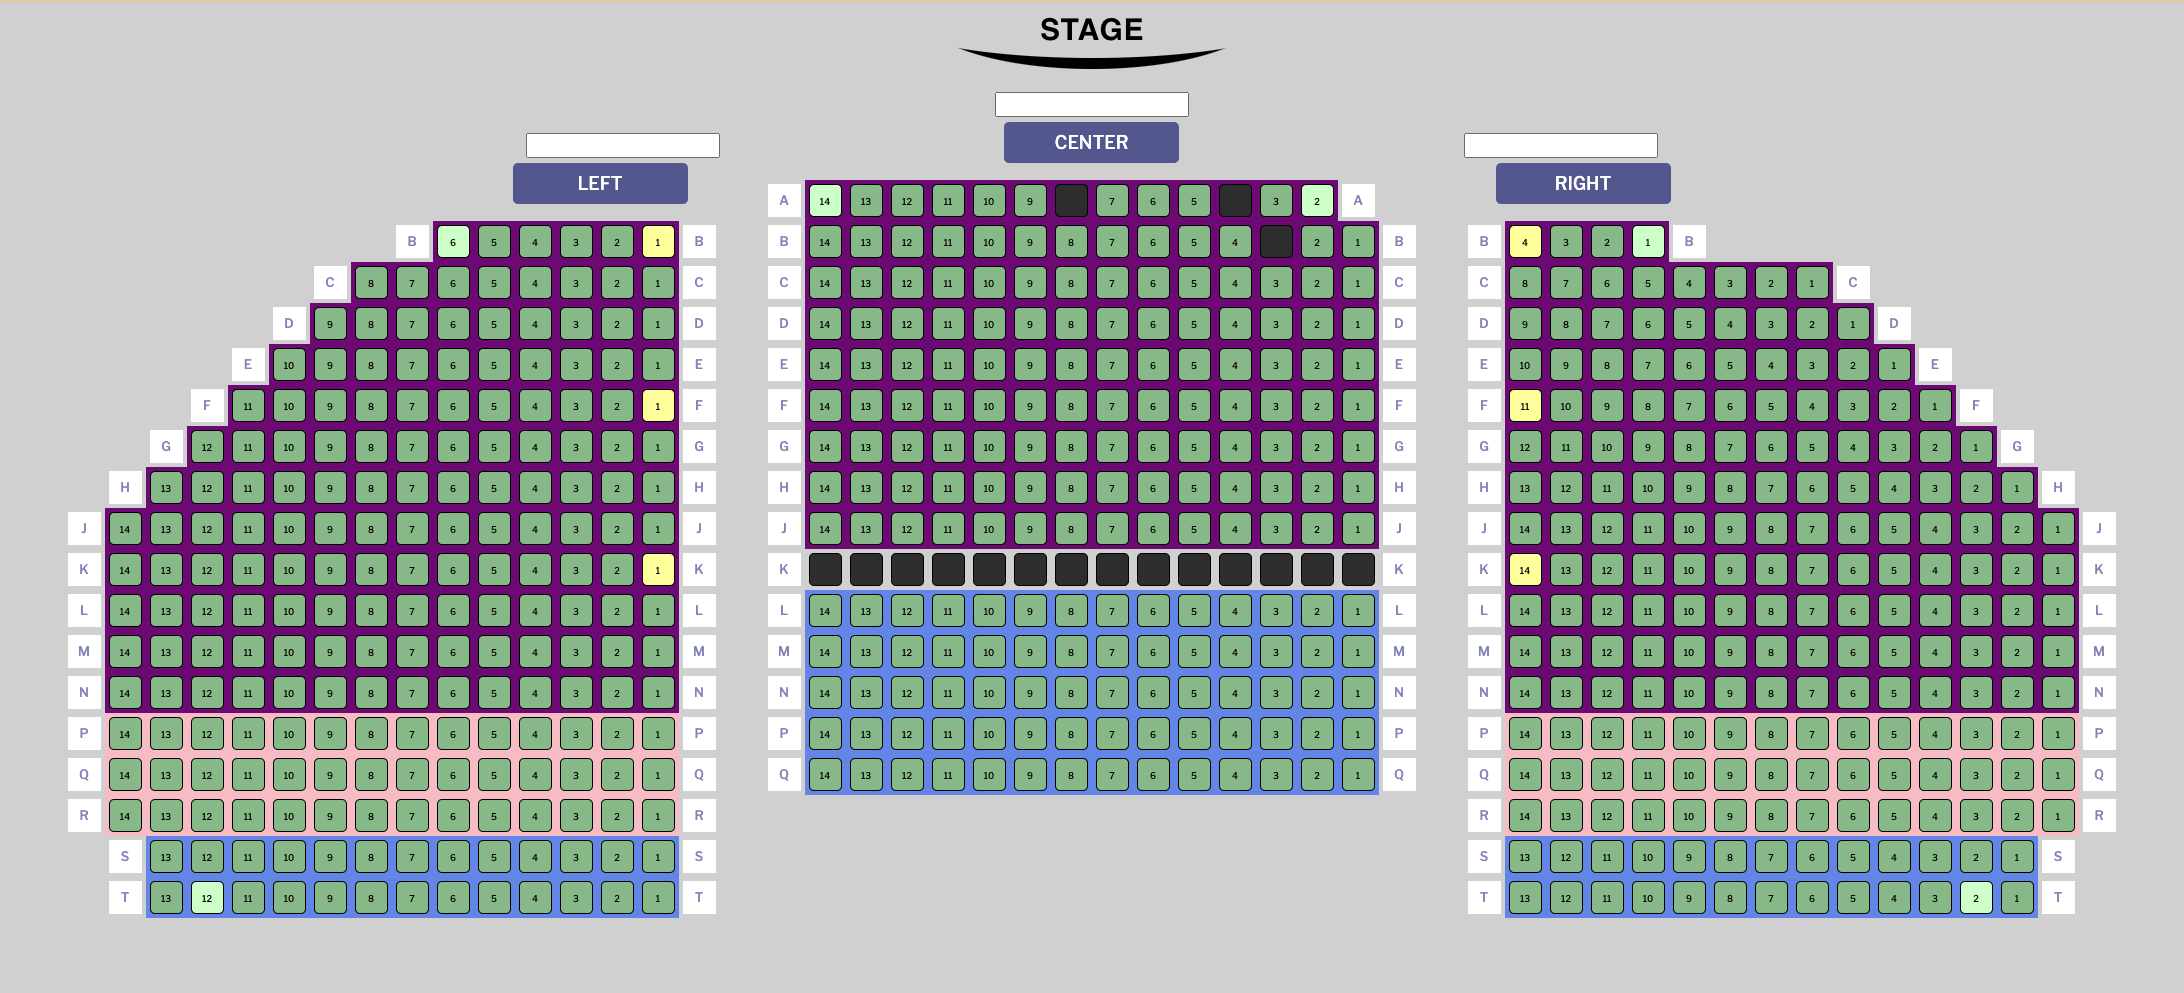 STAGE
CENTER
LEFT
RIGHT
A 14 13 12 11 10 9 7 6 5 3 2 A
B 6 5 4 3 2 1 B
B 14 13 12 11 10 9 8 7 6 5 4 2 1 B
B 4 3 2 1 B
C 8 7 6 5 4 3 2 1 C
C 14 13 12 11 10 9 8 7 6 5 4 3 2 1 C
C 8 7 6 5 4 3 2 1 C
D 9 8 7 6 5 4 3 2 1 D
D 14 13 12 11 10 9 8 7 6 5 4 3 2 1 D
D 9 8 7 6 5 4 3 2 1 D
E 10 9 8 7 6 5 4 3 2 1 E
E 14 13 12 11 10 9 8 7 6 5 4 3 2 1 E
E 10 9 8 7 6 5 4 3 2 1 E
F 11 10 9 8 7 6 5 4 3 2 1 F
F 14 13 12 11 10 9 8 7 6 5 4 3 2 1 F
F 11 10 9 8 7 6 5 4 3 2 1 F
G 12 11 10 9 8 7 6 5 4 3 2 1 G
G 14 13 12 11 10 9 8 7 6 5 4 3 2 1 G
G 12 11 10 9 8 7 6 5 4 3 2 1 G
H 13 12 11 10 9 8 7 6 5 4 3 2 1 H
H 14 13 12 11 10 9 8 7 6 5 4 3 2 1 H
H 13 12 11 10 9 8 7 6 5 4 3 2 1 H
J 14 13 12 11 10 9 8 7 6 5 4 3 2 1 J
J 14 13 12 11 10 9 8 7 6 5 4 3 2 1 J
J 14 13 12 11 10 9 8 7 6 5 4 3 2 1 J
K 14 13 12 11 10 9 8 7 6 5 4 3 2 1 K
K K
K 14 13 12 11 10 9 8 7 6 5 4 3 2 1 K
L 14 13 12 11 10 9 8 7 6 5 4 3 2 1 L
L 14 13 12 11 10 9 8 7 6 5 4 3 2 1 L
L 14 13 12 11 10 9 8 7 6 5 4 3 2 1 L
M 14 13 12 11 10 9 8 7 6 5 4 3 2 1 M
M 14 13 12 11 10 9 8 7 6 5 4 3 2 1 M
M 14 13 12 11 10 9 8 7 6 5 4 3 2 1 M
N 14 13 12 11 10 9 8 7 6 5 4 3 2 1 N
N 14 13 12 11 10 9 8 7 6 5 4 3 2 1 N
N 14 13 12 11 10 9 8 7 6 5 4 3 2 1 N
P 14 13 12 11 10 9 8 7 6 5 4 3 2 1 P
P 14 13 12 11 10 9 8 7 6 5 4 3 2 1 P
P 14 13 12 11 10 9 8 7 6 5 4 3 2 1 P
Q 14 13 12 11 10 9 8 7 6 5 4 3 2 1 Q
Q 14 13 12 11 10 9 8 7 6 5 4 3 2 1 Q
Q 14 13 12 11 10 9 8 7 6 5 4 3 2 1 Q
R 14 13 12 11 10 9 8 7 6 5 4 3 2 1 R
R 14 13 12 11 10 9 8 7 6 5 4 3 2 1 R
S 13 12 11 10 9 8 7 6 5 4 3 2 1 S
S 13 12 11 10 9 8 7 6 5 4 3 2 1 S
T 13 12 11 10 9 8 7 6 5 4 3 2 1 T
T 13 12 11 10 9 8 7 6 5 4 3 2 1 T